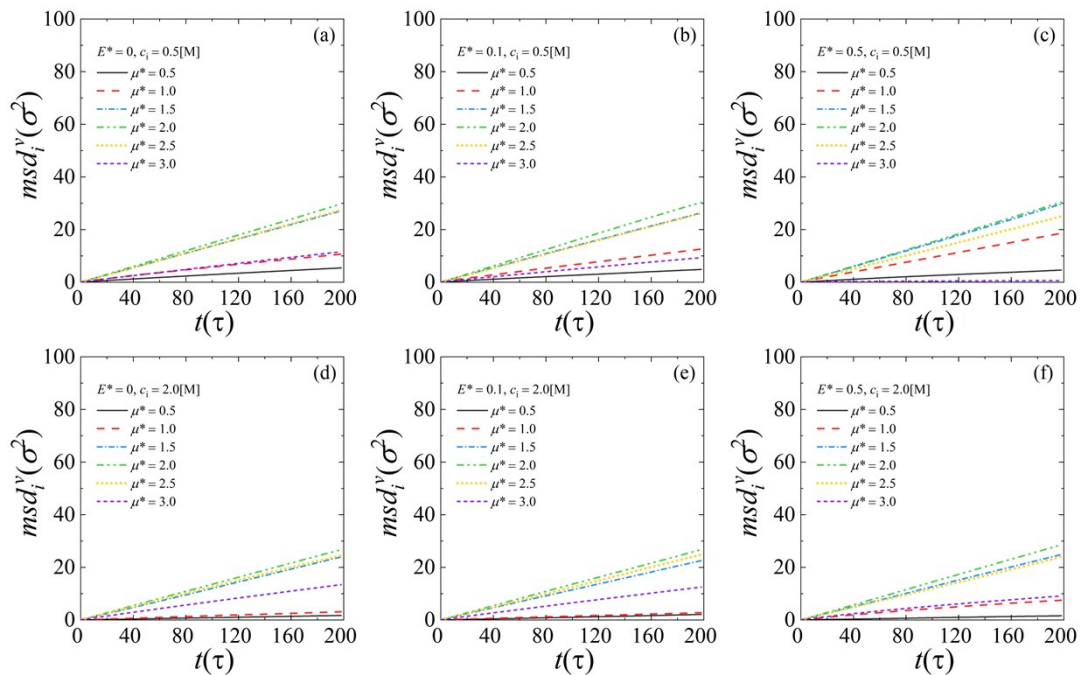 (a)
E* = 0, c_i = 0.5[M]
μ* = 0.5
μ* = 1.0
μ* = 1.5
μ* = 2.0
μ* = 2.5
μ* = 3.0
100
80
60
40
20
0
msd_i^v(σ²)
0 40 80 120 160 200
t(τ)
(b)
E* = 0.1, c_i = 0.5[M]
μ* = 0.5
μ* = 1.0
μ* = 1.5
μ* = 2.0
μ* = 2.5
μ* = 3.0
100
80
60
40
20
0
msd_i^v(σ²)
0 40 80 120 160 200
t(τ)
(c)
E* = 0.5, c_i = 0.5[M]
μ* = 0.5
μ* = 1.0
μ* = 1.5
μ* = 2.0
μ* = 2.5
μ* = 3.0
100
80
60
40
20
0
msd_i^v(σ²)
0 40 80 120 160 200
t(τ)
(d)
E* = 0, c_i = 2.0[M]
μ* = 0.5
μ* = 1.0
μ* = 1.5
μ* = 2.0
μ* = 2.5
μ* = 3.0
100
80
60
40
20
0
msd_i^v(σ²)
0 40 80 120 160 200
t(τ)
(e)
E* = 0.1, c_i = 2.0[M]
μ* = 0.5
μ* = 1.0
μ* = 1.5
μ* = 2.0
μ* = 2.5
μ* = 3.0
100
80
60
40
20
0
msd_i^v(σ²)
0 40 80 120 160 200
t(τ)
(f)
E* = 0.5, c_i = 2.0[M]
μ* = 0.5
μ* = 1.0
μ* = 1.5
μ* = 2.0
μ* = 2.5
μ* = 3.0
100
80
60
40
20
0
msd_i^v(σ²)
0 40 80 120 160 200
t(τ)